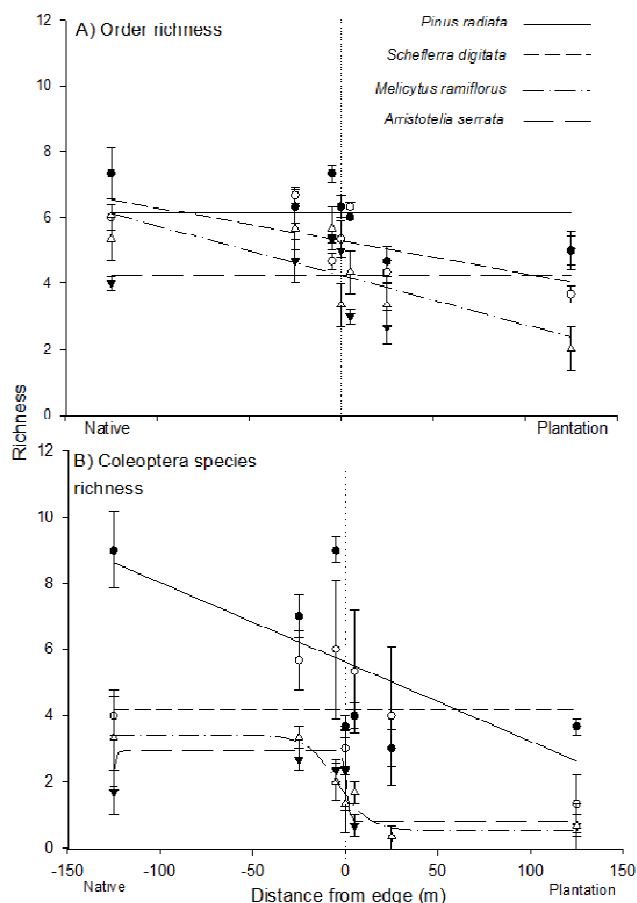 A) Order richness
Pinus radiata
Schefferra digitata
Melicytus ramiflorus
Arristotelia serrata
12
10
8
6
4
2
0
Native
Plantation
Richness
B) Coleoptera species
richness
12
10
8
6
4
2
0
-150
-100
-50
0
50
100
150
Native
Distance from edge (m)
Plantation